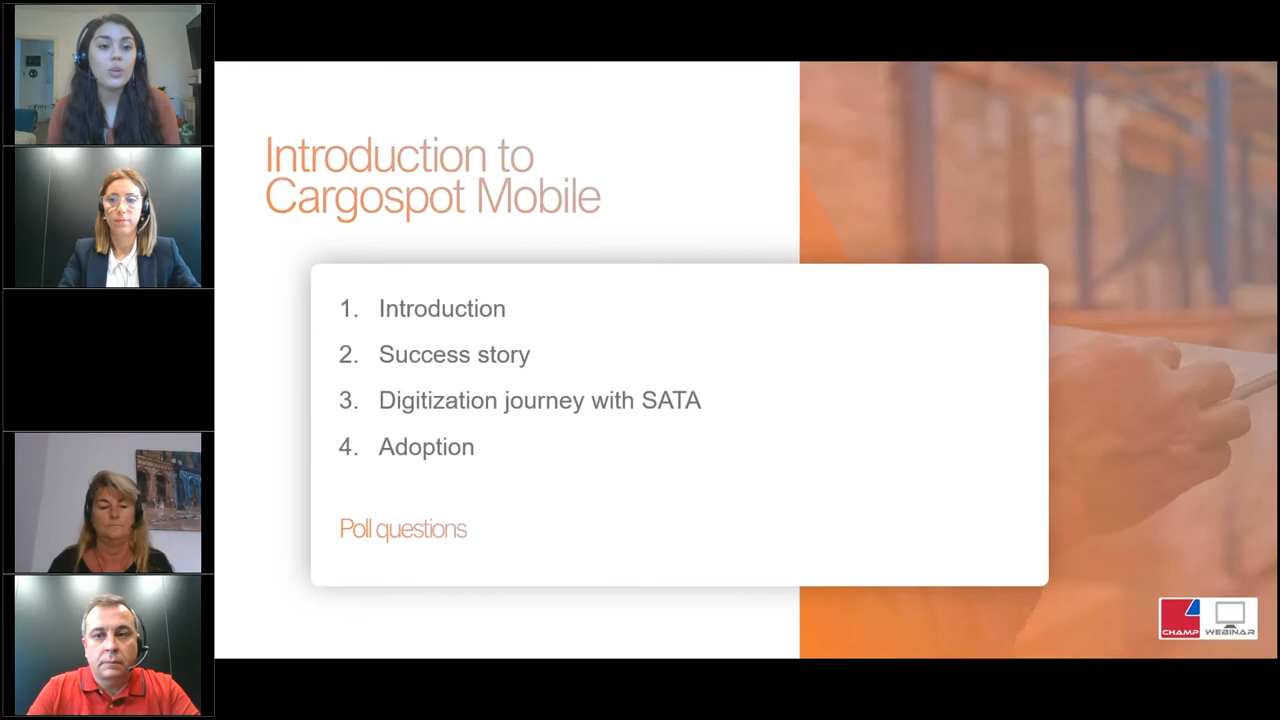 Introduction to
Cargospot Mobile
1. Introduction
2. Success story
3. Digitization journey with SATA
4. Adoption
Poll questions
CHAMP WEBINAR